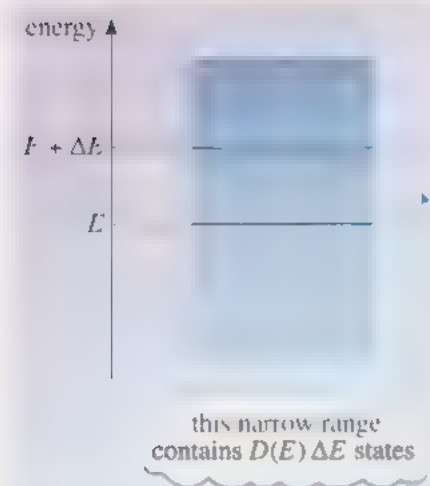 energy
E + ΔE
E
this narrow range
contains D(E) ΔE states